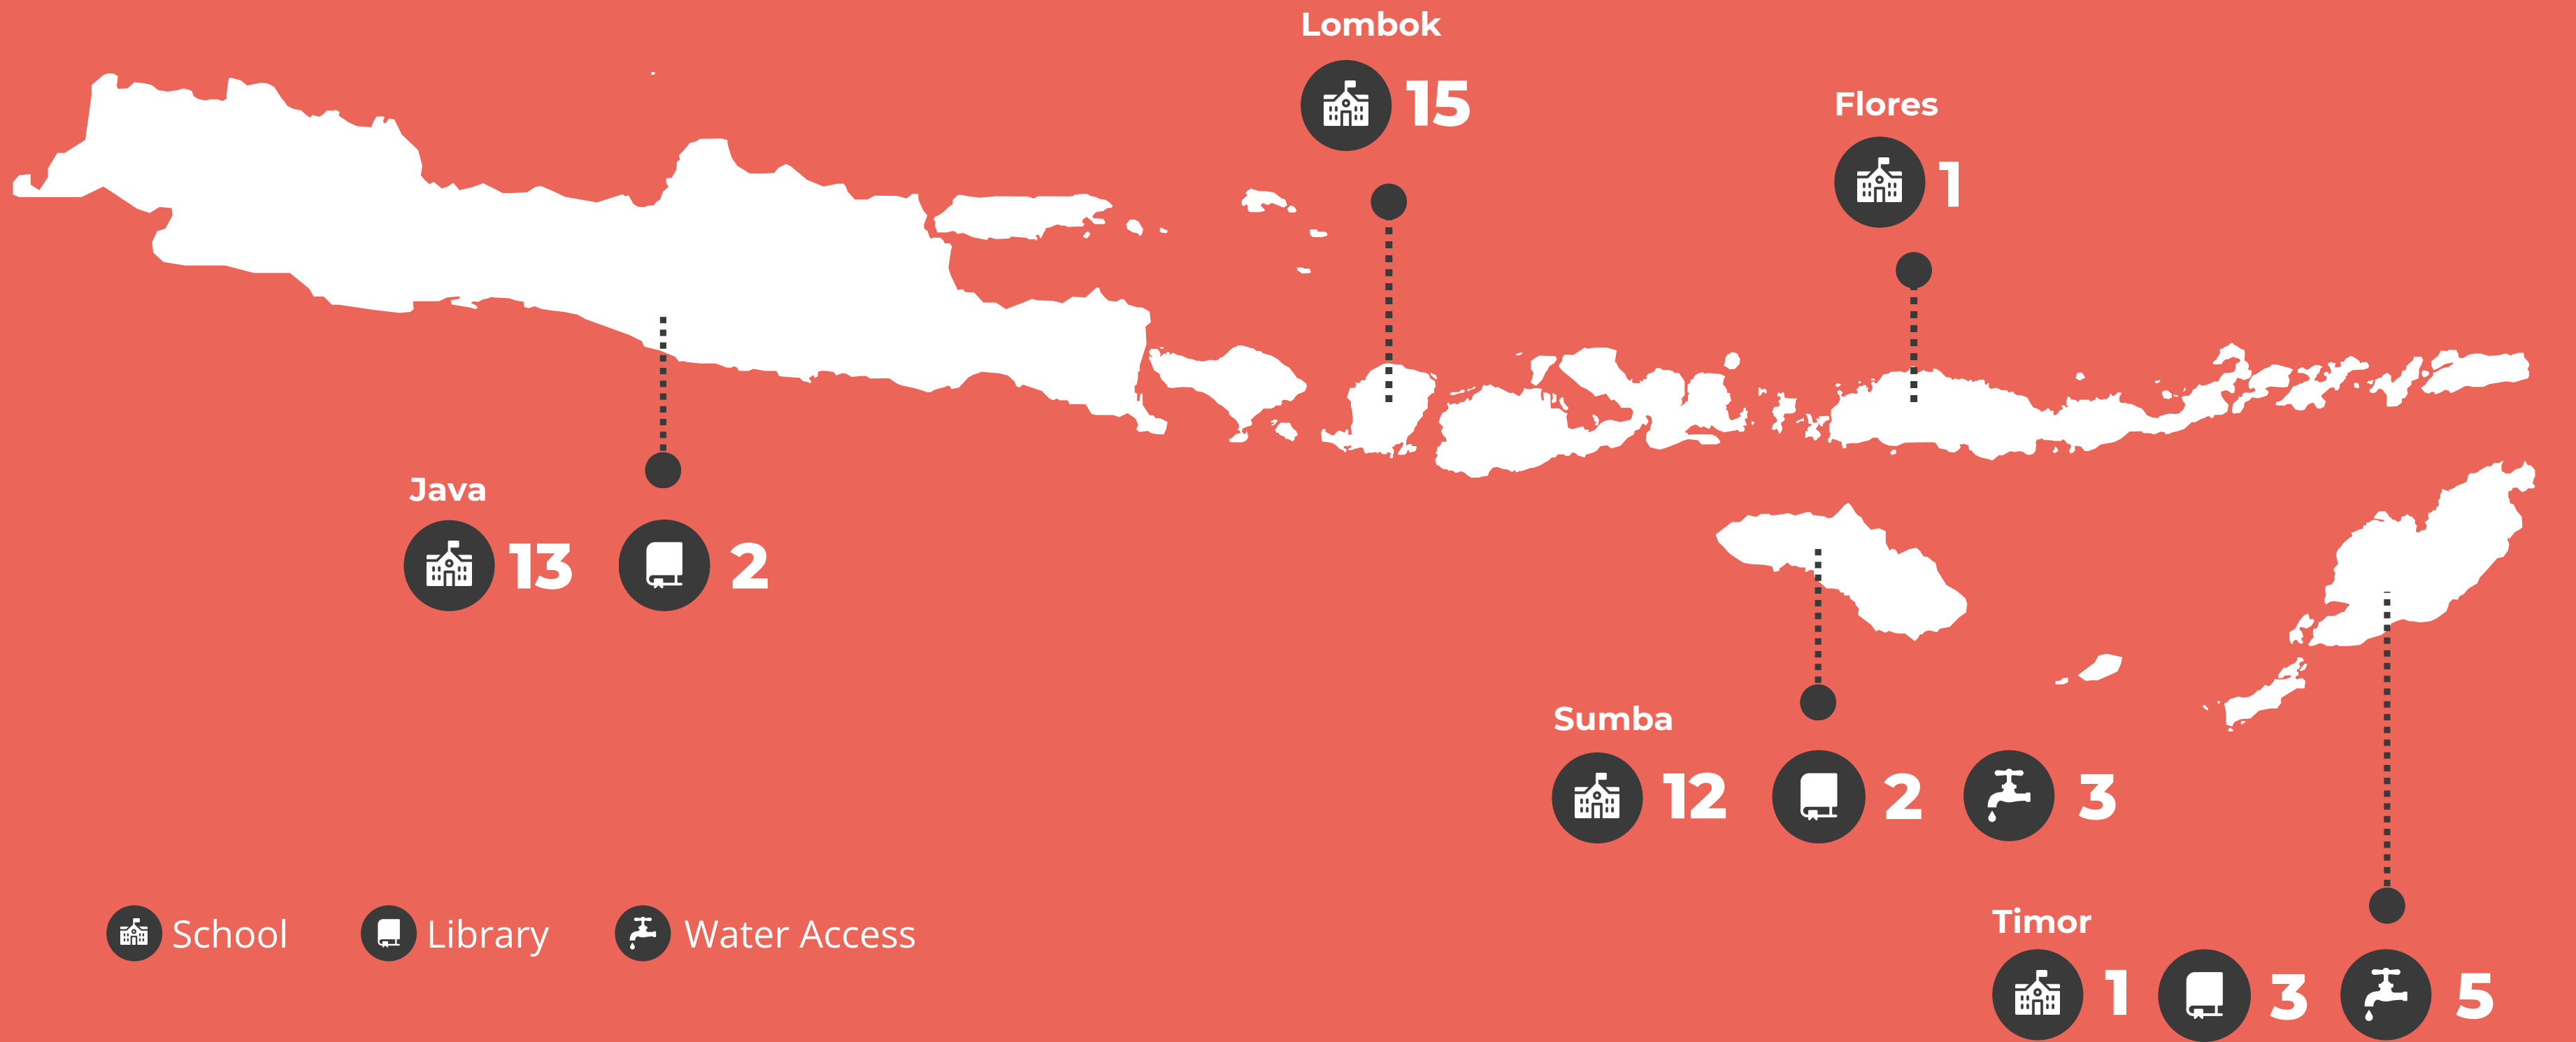 Lombok
15
Flores
1
Java
13 2
Sumba
12 2 3
Timor
1 3 5
School Library Water Access